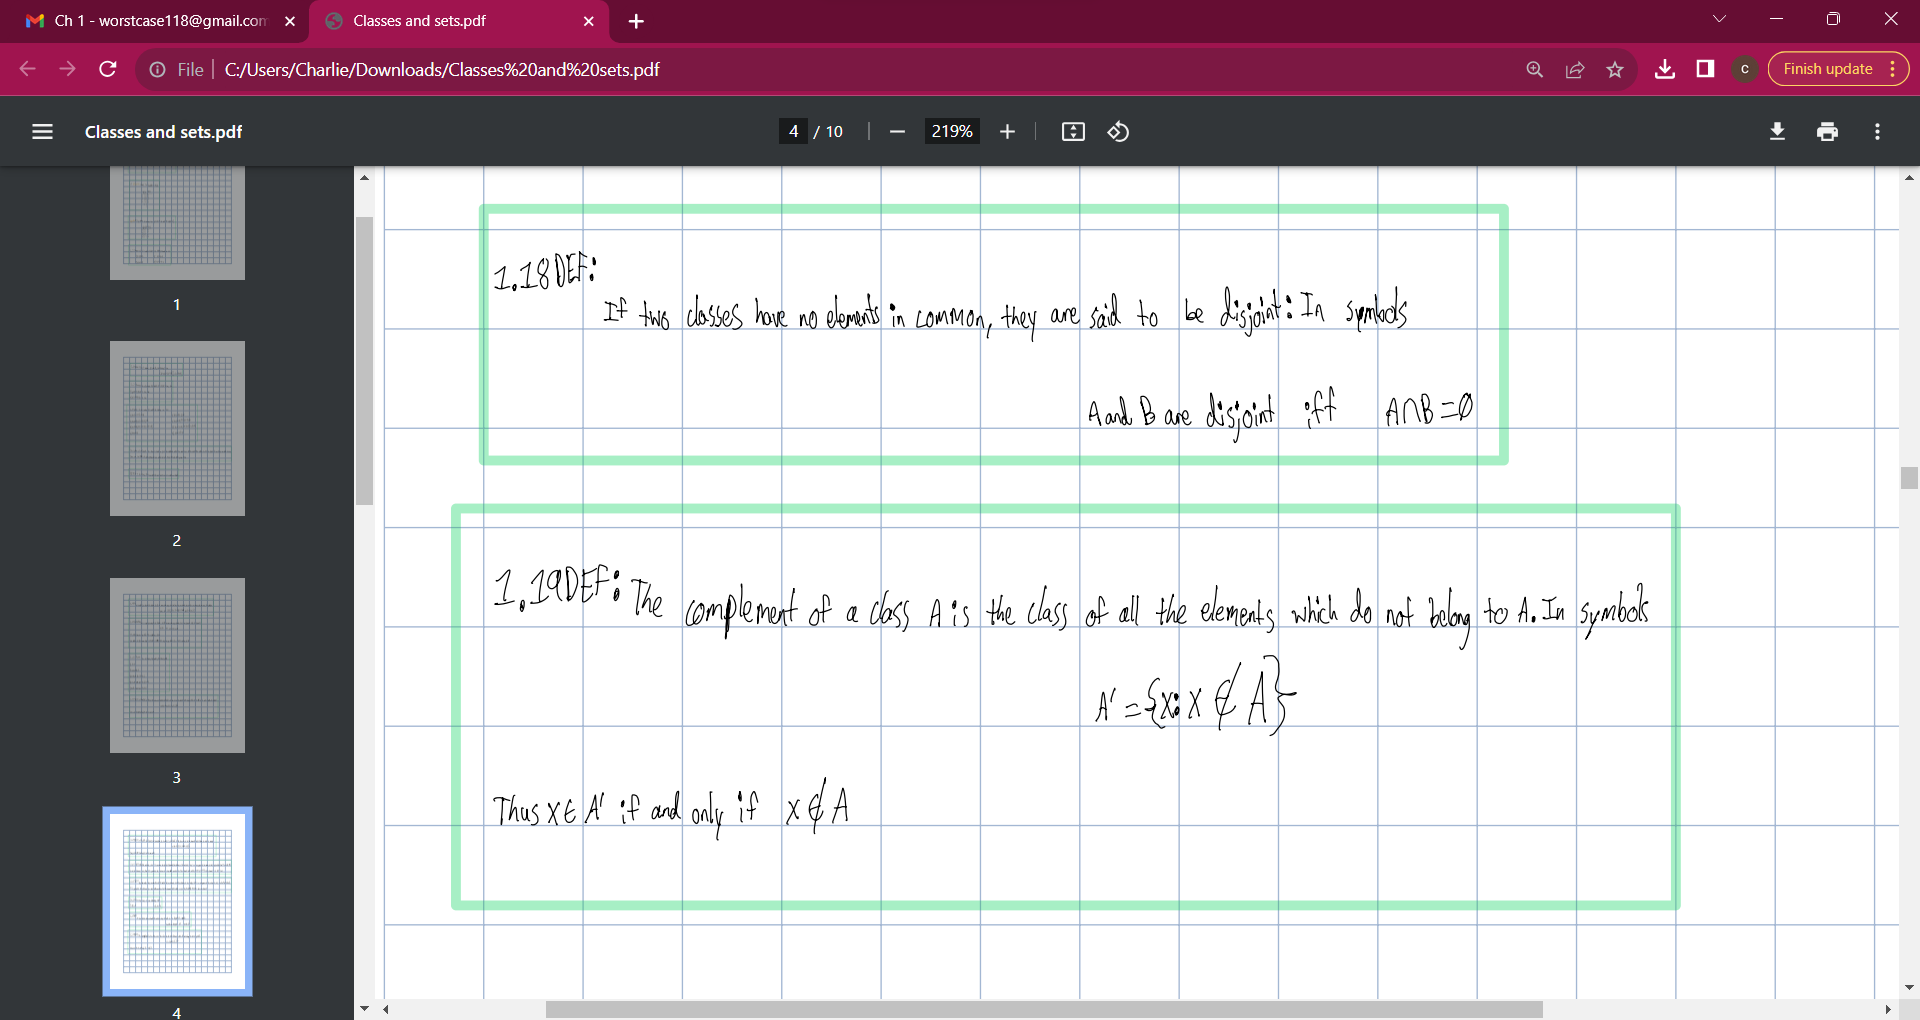 Ch 1 - worstcase118@gmail.com
Classes and sets.pdf
File
C:/Users/Charlie/Downloads/Classes%20and%20sets.pdf
C
Finish update
Classes and sets.pdf
4 / 10
219%
1
2
3
4
1.18 DEF:
If two classes have no elements in common, they are said to be disjoint: In symbols
A and B are disjoint iff A∩B=∅
1.19 DEF: The complement of a class A is the class of all the elements which do not belong to A. In symbols
A' = {x: x ∉ A}
Thus x ∈ A' if and only if x ∉ A